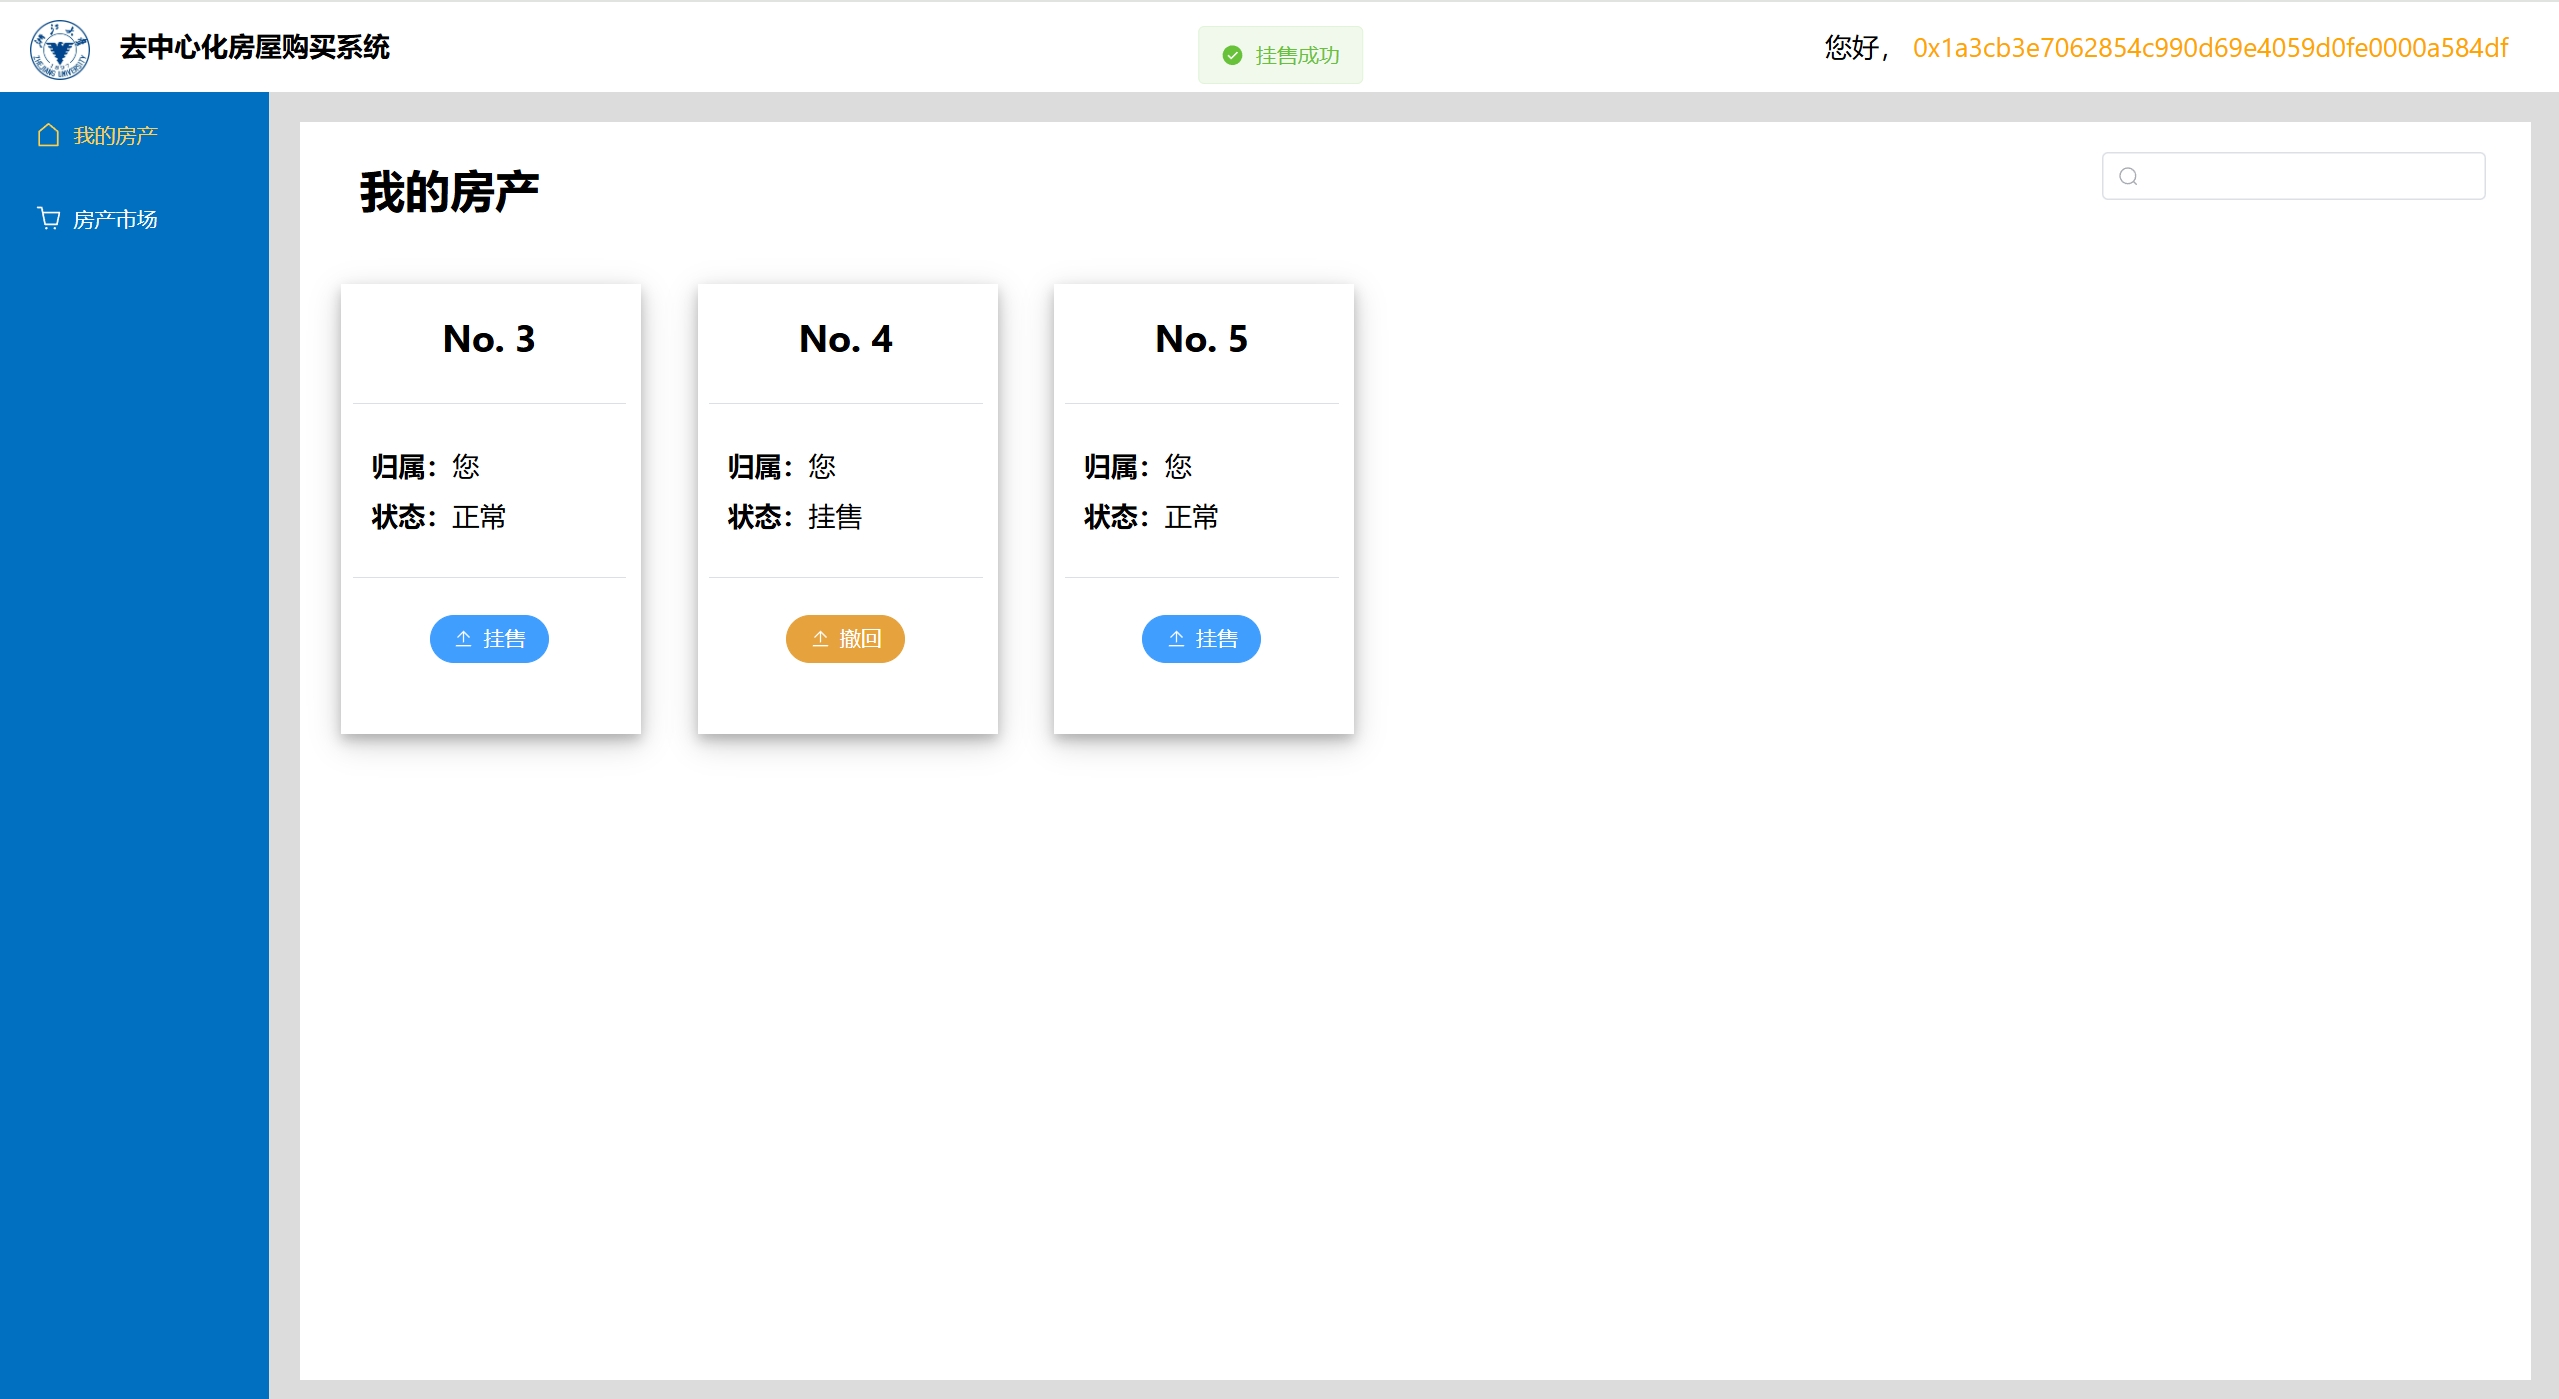 去中心化房屋购买系统
挂售成功
您好， 0x1a3cb3e7062854c990d69e4059d0fe0000a584df
我的房产
房产市场
我的房产
No. 3
归属：您
状态：正常
挂售
No. 4
归属：您
状态：挂售
撤回
No. 5
归属：您
状态：正常
挂售